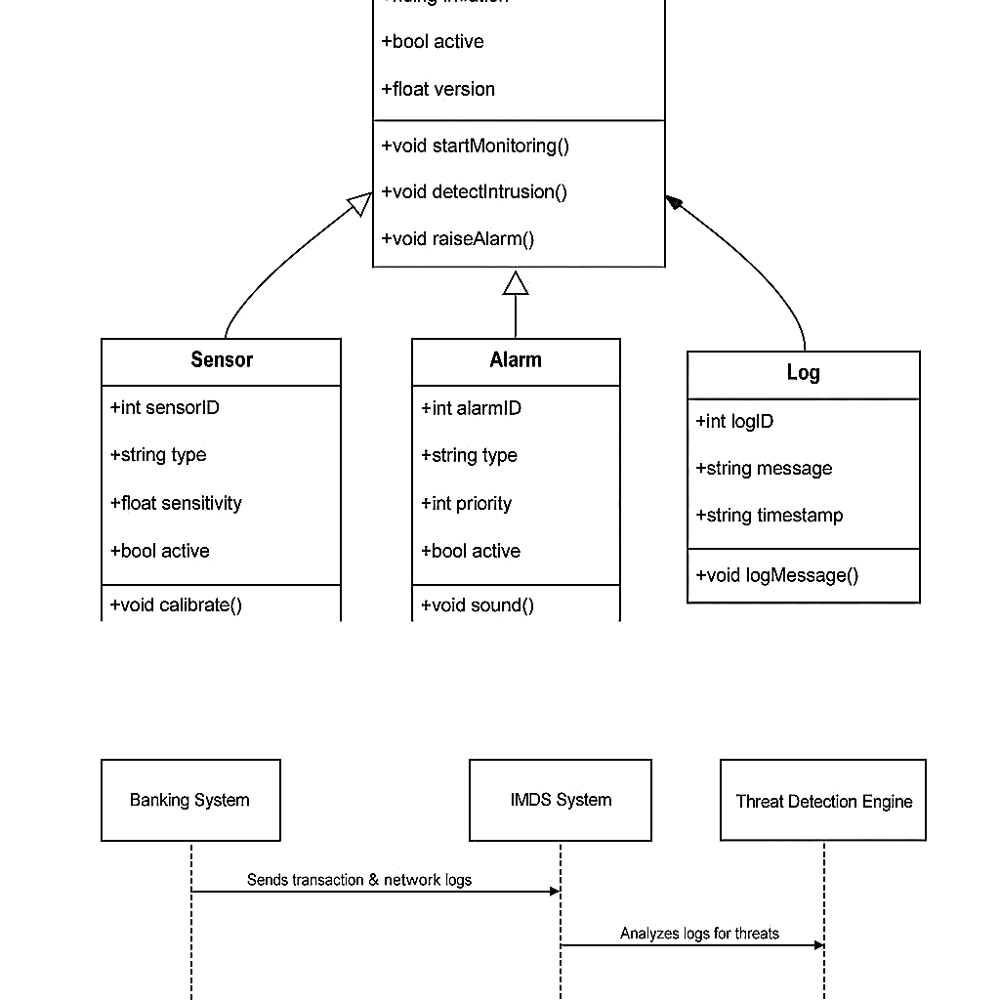 +bool active
+float version
+void startMonitoring()
+void detectIntrusion()
+void raiseAlarm()
Sensor
+int sensorID
+string type
+float sensitivity
+bool active
+void calibrate()
Alarm
+int alarmID
+string type
+int priority
+bool active
+void sound()
Log
+int logID
+string message
+string timestamp
+void logMessage()
Banking System
IMDS System
Threat Detection Engine
Sends transaction & network logs
Analyzes logs for threats